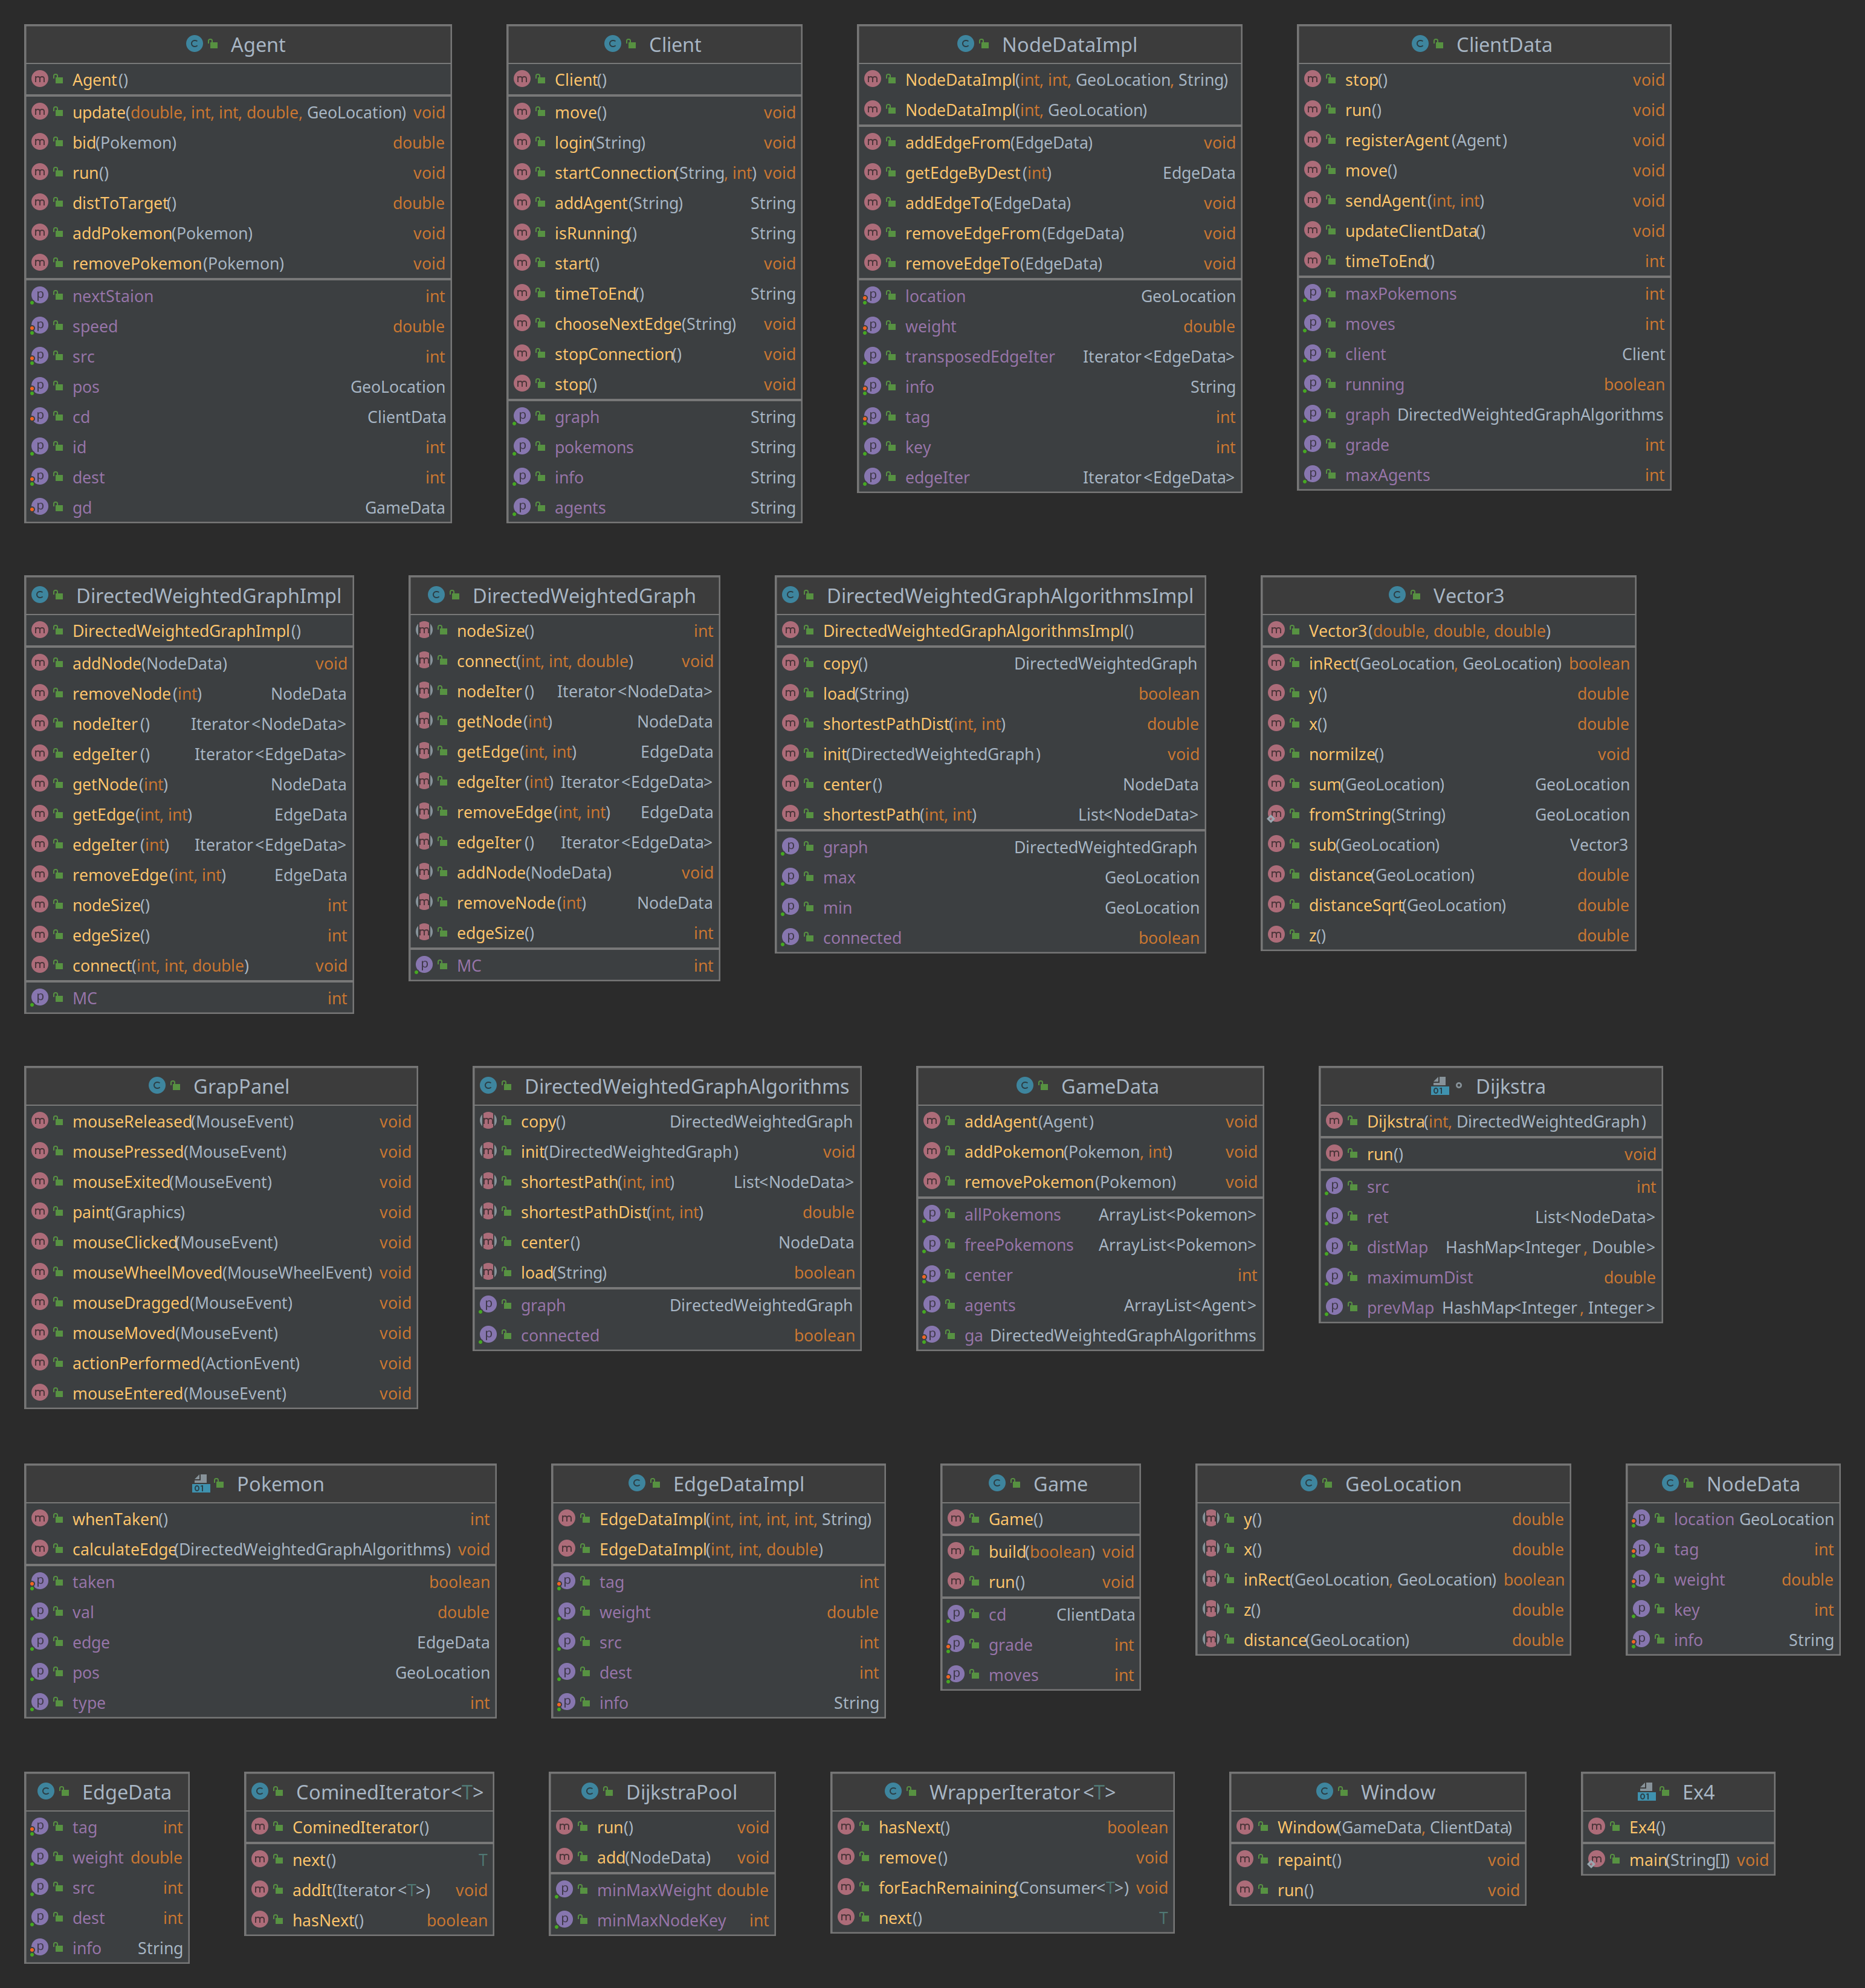 Agent
Agent()
update(double, int, int, double, GeoLocation) void
bid(Pokemon) double
run() void
distToTarget() double
addPokemon(Pokemon) void
removePokemon(Pokemon) void
nextStaion int
speed double
src int
pos GeoLocation
cd ClientData
id int
dest int
gd GameData
Client
Client()
move() void
login(String) void
startConnection(String, int) void
addAgent(String) String
isRunning() String
start() void
timeToEnd() String
chooseNextEdge(String) void
stopConnection() void
stop() void
graph String
pokemons String
info String
agents String
NodeDataImpl
NodeDataImpl(int, int, GeoLocation, String)
NodeDataImpl(int, GeoLocation)
addEdgeFrom(EdgeData) void
getEdgeByDest(int) EdgeData
addEdgeTo(EdgeData) void
removeEdgeFrom(EdgeData) void
removeEdgeTo(EdgeData) void
location GeoLocation
weight double
transposedEdgeIter Iterator<EdgeData>
info String
tag int
key int
edgeIter Iterator<EdgeData>
ClientData
stop() void
run() void
registerAgent(Agent) void
move() void
sendAgent(int, int) void
updateClientData() void
timeToEnd() int
maxPokemons int
moves int
client Client
running boolean
graph DirectedWeightedGraphAlgorithms
grade int
maxAgents int
DirectedWeightedGraphImpl
DirectedWeightedGraphImpl()
addNode(NodeData) void
removeNode(int) NodeData
nodeIter() Iterator<NodeData>
edgeIter() Iterator<EdgeData>
getNode(int) NodeData
getEdge(int, int) EdgeData
edgeIter(int) Iterator<EdgeData>
removeEdge(int, int) EdgeData
nodeSize() int
edgeSize() int
connect(int, int, double) void
MC int
DirectedWeightedGraph
nodeSize() int
connect(int, int, double) void
nodeIter() Iterator<NodeData>
getNode(int) NodeData
getEdge(int, int) EdgeData
edgeIter(int) Iterator<EdgeData>
removeEdge(int, int) EdgeData
edgeIter() Iterator<EdgeData>
addNode(NodeData) void
removeNode(int) NodeData
edgeSize() int
MC int
DirectedWeightedGraphAlgorithmsImpl
DirectedWeightedGraphAlgorithmsImpl()
copy() DirectedWeightedGraph
load(String) boolean
shortestPathDist(int, int) double
init(DirectedWeightedGraph) void
center() NodeData
shortestPath(int, int) List<NodeData>
graph DirectedWeightedGraph
max GeoLocation
min GeoLocation
connected boolean
Vector3
Vector3(double, double, double)
inRect(GeoLocation, GeoLocation) boolean
y() double
x() double
normilze() void
sum(GeoLocation) GeoLocation
fromString(String) GeoLocation
sub(GeoLocation) Vector3
distance(GeoLocation) double
distanceSqrt(GeoLocation) double
z() double
GrapPanel
mouseReleased(MouseEvent) void
mousePressed(MouseEvent) void
mouseExited(MouseEvent) void
paint(Graphics) void
mouseClicked(MouseEvent) void
mouseWheelMoved(MouseWheelEvent) void
mouseDragged(MouseEvent) void
mouseMoved(MouseEvent) void
actionPerformed(ActionEvent) void
mouseEntered(MouseEvent) void
DirectedWeightedGraphAlgorithms
copy() DirectedWeightedGraph
init(DirectedWeightedGraph) void
shortestPath(int, int) List<NodeData>
shortestPathDist(int, int) double
center() NodeData
load(String) boolean
graph DirectedWeightedGraph
connected boolean
GameData
addAgent(Agent) void
addPokemon(Pokemon, int) void
removePokemon(Pokemon) void
allPokemons ArrayList<Pokemon>
freePokemons ArrayList<Pokemon>
center int
agents ArrayList<Agent>
ga DirectedWeightedGraphAlgorithms
Dijkstra
Dijkstra(int, DirectedWeightedGraph)
run() void
src int
ret List<NodeData>
distMap HashMap<Integer, Double>
maximumDist double
prevMap HashMap<Integer, Integer>
Pokemon
whenTaken() int
calculateEdge(DirectedWeightedGraphAlgorithms) void
taken boolean
val double
edge EdgeData
pos GeoLocation
type int
EdgeDataImpl
EdgeDataImpl(int, int, int, int, String)
EdgeDataImpl(int, int, double)
tag int
weight double
src int
dest int
info String
Game
Game()
build(boolean) void
run() void
cd ClientData
grade int
moves int
GeoLocation
y() double
x() double
inRect(GeoLocation, GeoLocation) boolean
z() double
distance(GeoLocation) double
NodeData
location GeoLocation
tag int
weight double
key int
info String
EdgeData
tag int
weight double
src int
dest int
info String
CominedIterator<T>
CominedIterator()
next() T
addIt(Iterator<T>) void
hasNext() boolean
DijkstraPool
run() void
add(NodeData) void
minMaxWeight double
minMaxNodeKey int
WrapperIterator<T>
hasNext() boolean
remove() void
forEachRemaining(Consumer<T>) void
next() T
Window
Window(GameData, ClientData)
repaint() void
run() void
Ex4
Ex4()
main(String[]) void